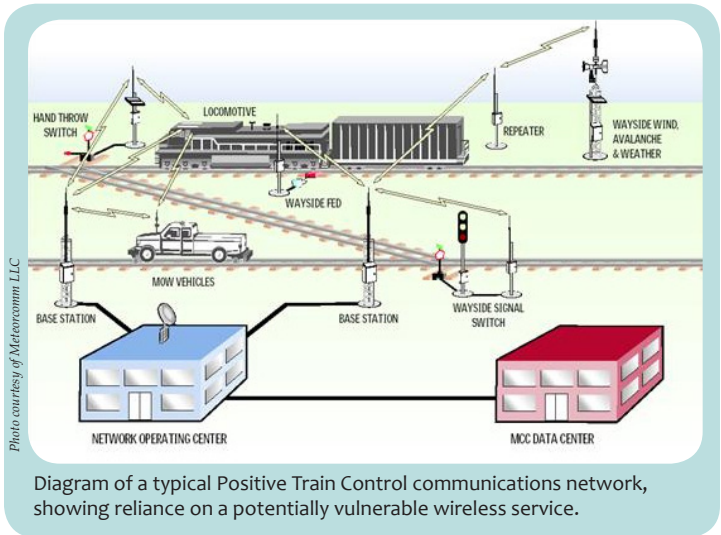 LOCOMOTIVE
HAND THROW
SWITCH
REPEATER
WAYSIDE WIND,
AVALANCHE
& WEATHER
WAYSIDE FED
MOW VEHICLES
BASE STATION
BASE STATION
WAYSIDE SIGNAL
SWITCH
Photo courtesy of Meteorcomm LLC
NETWORK OPERATING CENTER
MCC DATA CENTER
Diagram of a typical Positive Train Control communications network,
showing reliance on a potentially vulnerable wireless service.